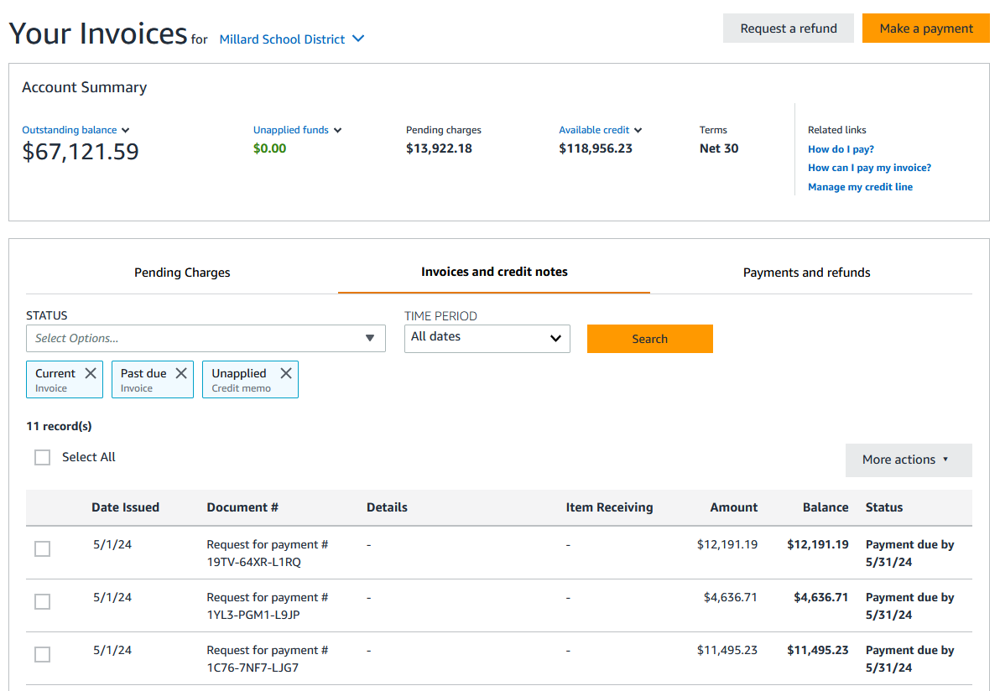 Your Invoices for Millard School District
Request a refund
Make a payment
Account Summary
Outstanding balance
$67,121.59
Unapplied funds
$0.00
Pending charges
$13,922.18
Available credit
$118,956.23
Terms
Net 30
Related links
How do I pay?
How can I pay my invoice?
Manage my credit line
Pending Charges
Invoices and credit notes
Payments and refunds
STATUS
Select Options...
TIME PERIOD
All dates
Search
Current
Invoice
Past due
Invoice
Unapplied
Credit memo
11 record(s)
Select All
More actions
Date Issued Document # Details Item Receiving Amount Balance Status
5/1/24 Request for payment # - - $12,191.19 $12,191.19 Payment due by
19TV-64XR-L1RQ 5/31/24
5/1/24 Request for payment # - - $4,636.71 $4,636.71 Payment due by
1YL3-PGM1-L9JP 5/31/24
5/1/24 Request for payment # - - $11,495.23 $11,495.23 Payment due by
1C76-7NF7-LJG7 5/31/24